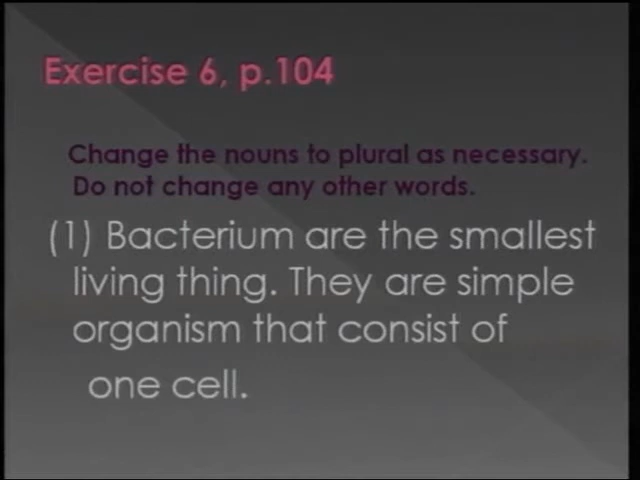 Exercise 6, p.104
Change the nouns to plural as necessary.
Do not change any other words.
(1) Bacterium are the smallest
living thing. They are simple
organism that consist of
one cell.